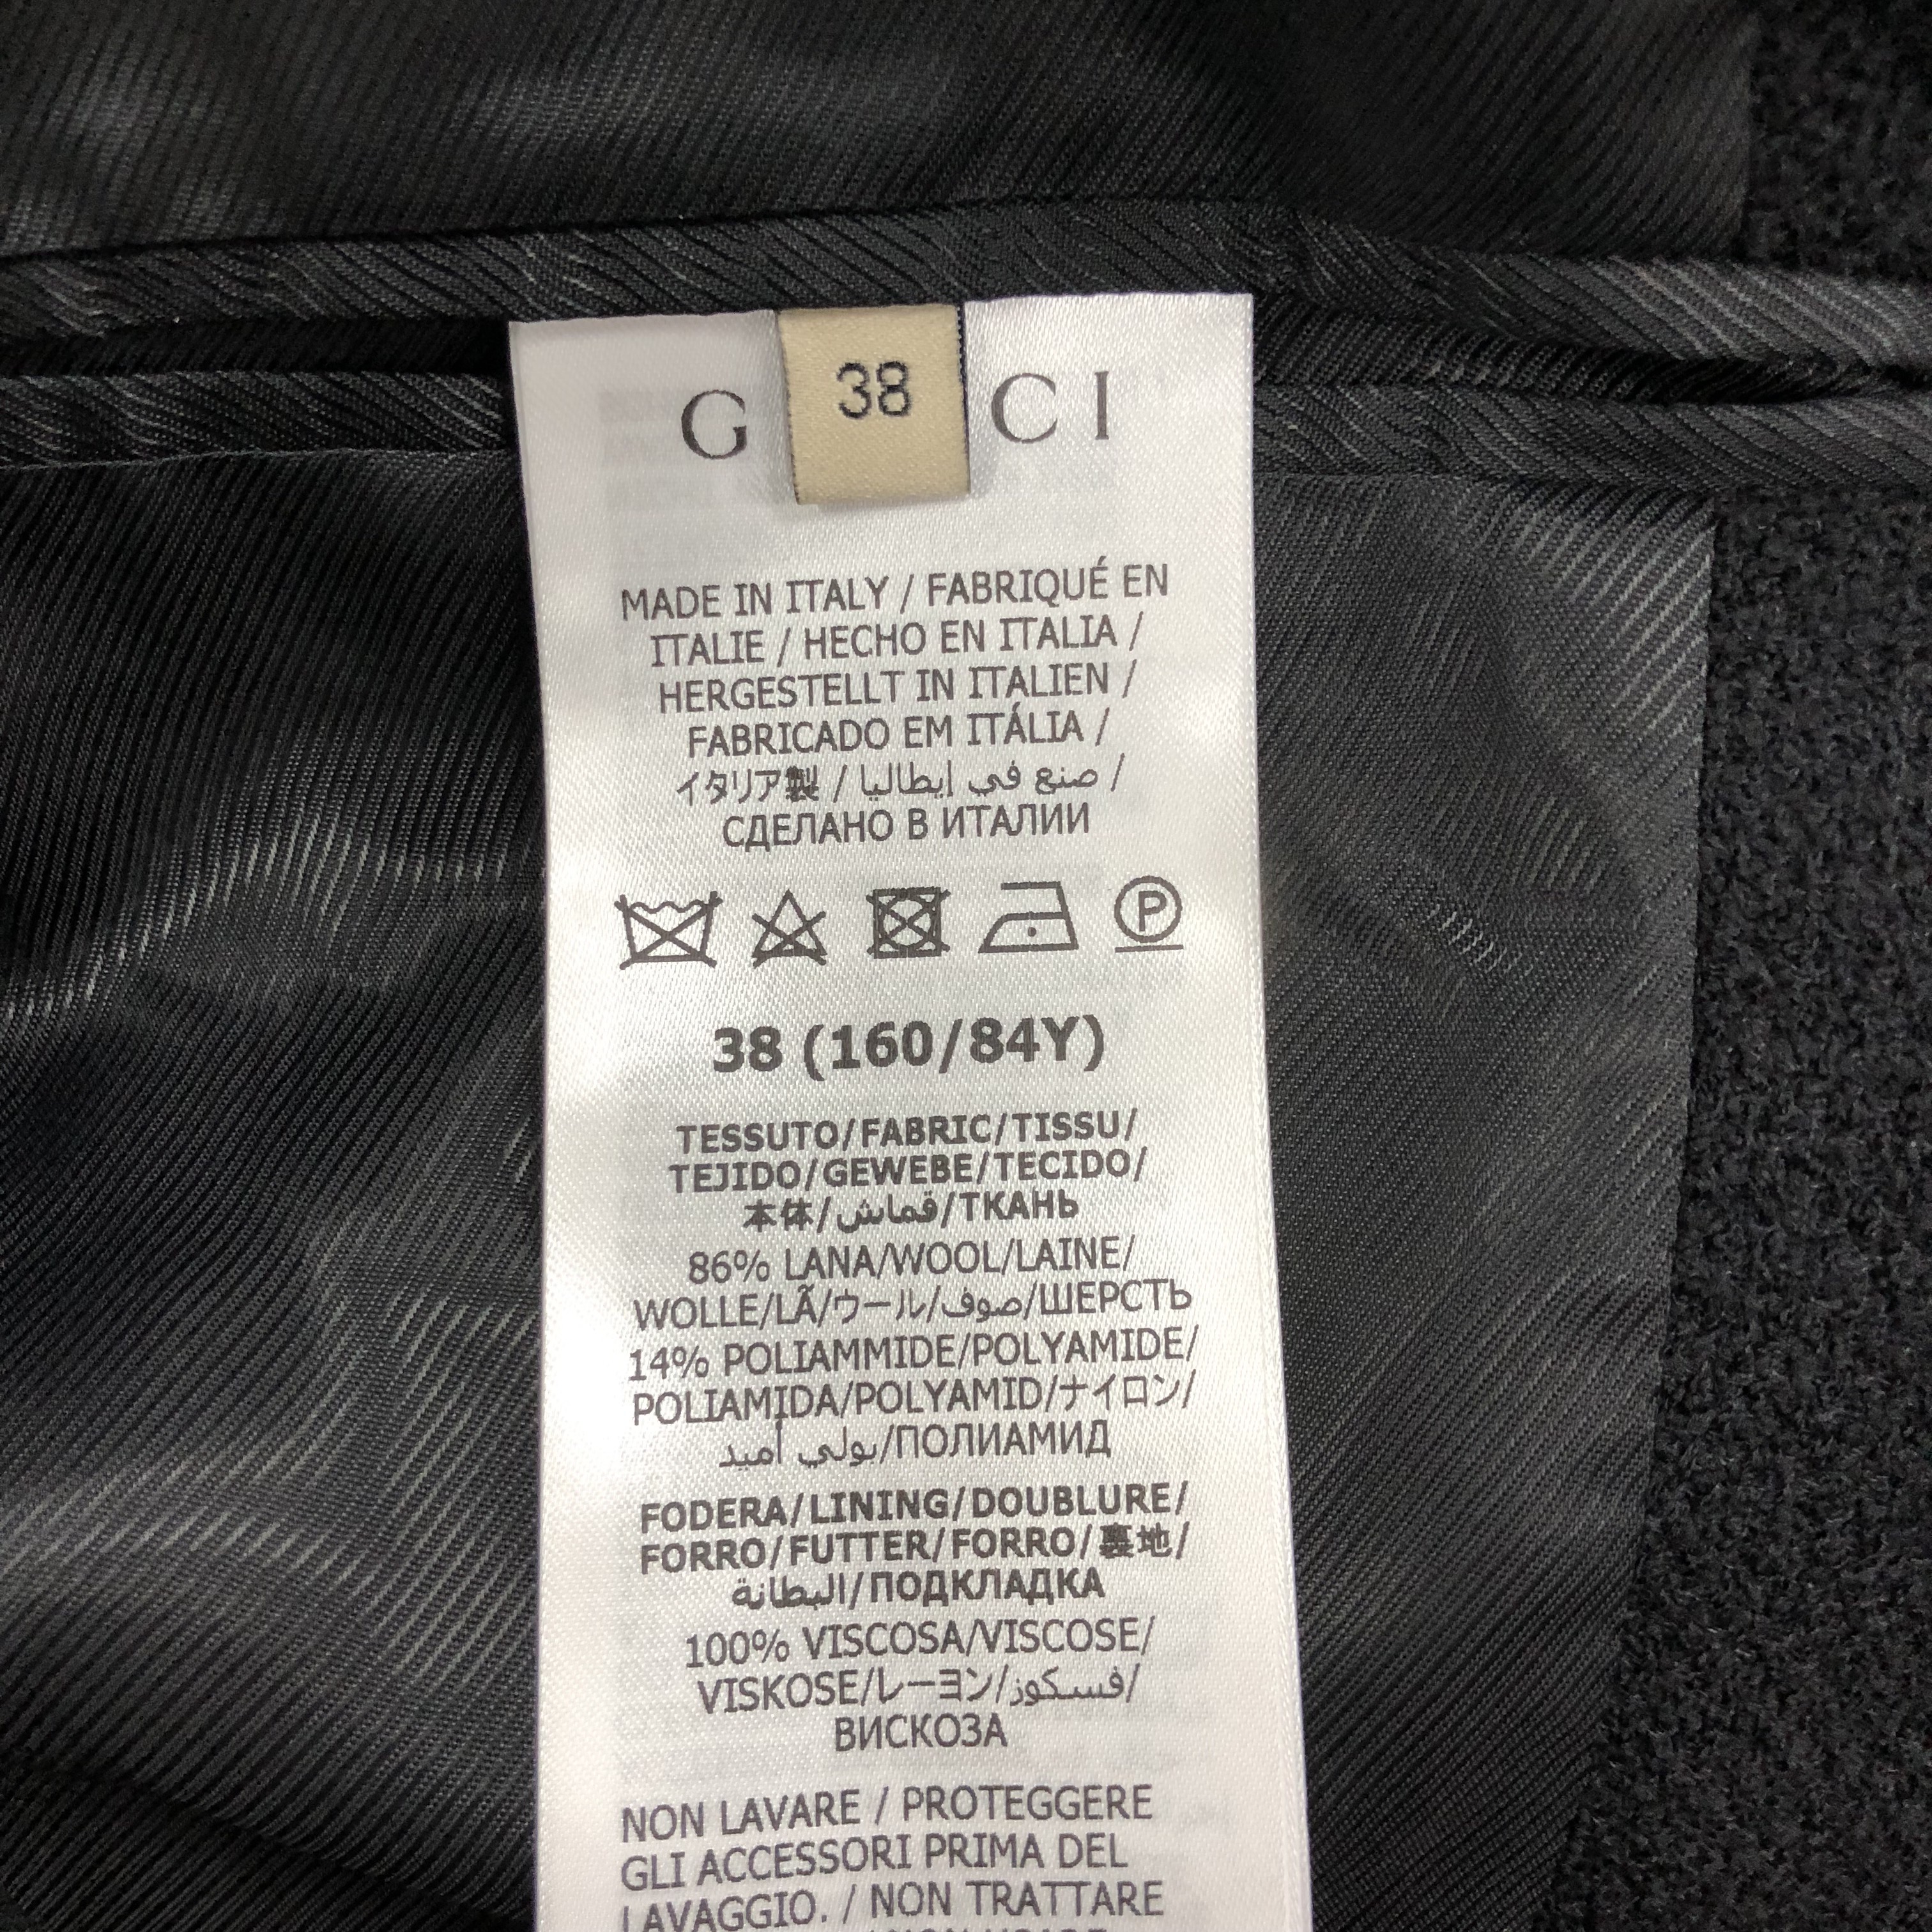 G CI
38
MADE IN ITALY / FABRIQUÉ EN
ITALIE / HECHO EN ITALIA /
HERGESTELLT IN ITALIEN /
FABRICADO EM ITÁLIA /
イタリア製 / صنع في إيطاليا /
СДЕЛАНО В ИТАЛИИ
P
38 (160/84Y)
TESSUTO/FABRIC/TISSU/
TEJIDO/GEWEBE/TECIDO/
本体/قماش/ТКАНЬ
86% LANA/WOOL/LAINE/
WOLLE/LÃ/ウール/صوف/ШЕРСТЬ
14% POLIAMMIDE/POLYAMIDE/
POLIAMIDA/POLYAMID/ナイロン/
بولي أميد/ПОЛИАМИД
FODERA/LINING/DOUBLURE/
FORRO/FUTTER/FORRO/裏地/
البطانة/ПОДКЛАДКА
100% VISCOSA/VISCOSE/
VISKOSE/レーヨン/فسكوز/
ВИСКОЗА
NON LAVARE / PROTEGGERE
GLI ACCESSORI PRIMA DEL
LAVAGGIO. / NON TRATTARE